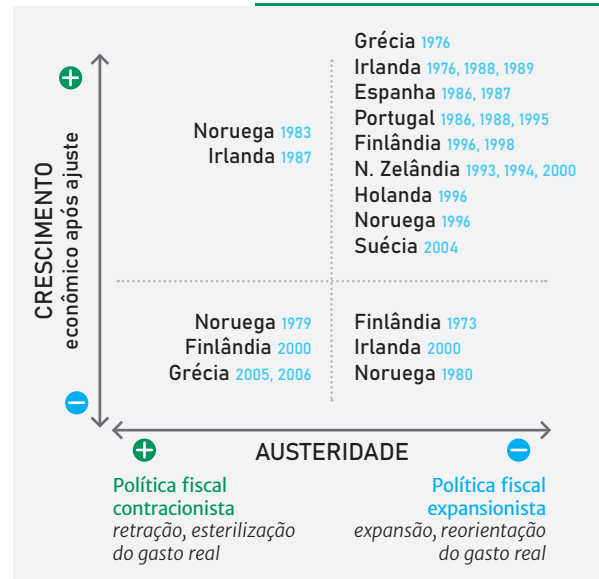 Grécia 1976
Irlanda 1976, 1988, 1989
Espanha 1986, 1987
Portugal 1986, 1988, 1995
Finlândia 1996, 1998
N. Zelândia 1993, 1994, 2000
Holanda 1996
Noruega 1996
Suécia 2004
Noruega 1983
Irlanda 1987
CRESCIMENTO
econômico após ajuste
Noruega 1979
Finlândia 2000
Grécia 2005, 2006
Finlândia 1973
Irlanda 2000
Noruega 1980
AUSTERIDADE
Política fiscal
contracionista
retração, esterilização
do gasto real
Política fiscal
expansionista
expansão, reorientação
do gasto real